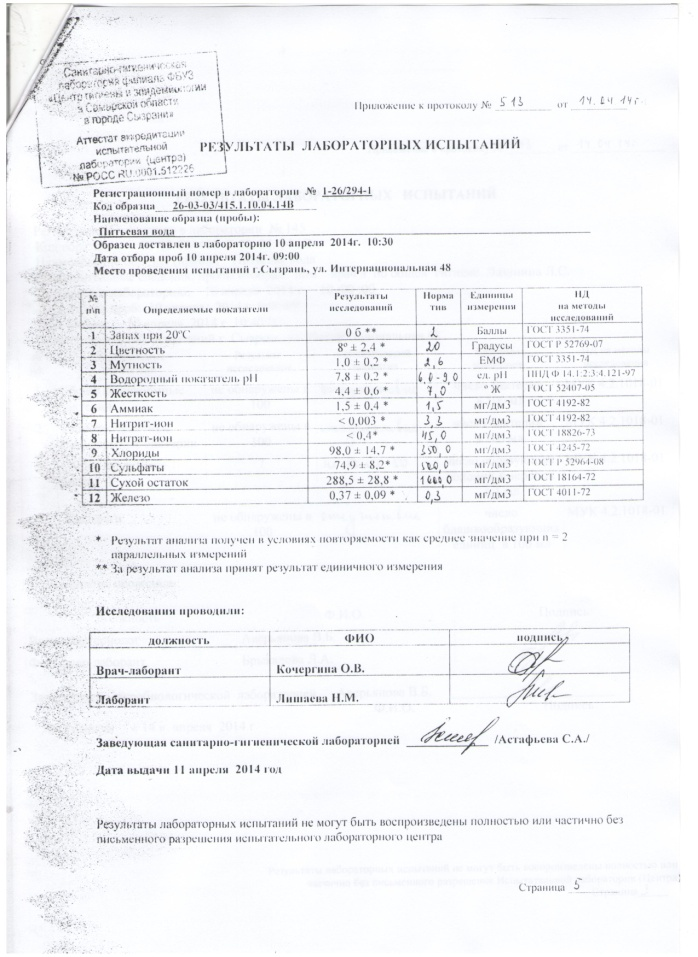 Санитарно-гигиеническая
лаборатория филиала ФБУЗ
«Центр гигиены и эпидемиологии
в Самарской области
в городе Сызрани»
Аттестат аккредитации
испытательной
лаборатории (центра)
№ РОСС RU.0001.512225
Приложение к протоколу № 513 от 14.04.14г.
РЕЗУЛЬТАТЫ ЛАБОРАТОРНЫХ ИСПЫТАНИЙ
Регистрационный номер в лаборатории № 1-26/294-1
Код образца 26-03-03/415.1.10.04.14В
Наименование образца (пробы):
Питьевая вода
Образец доставлен в лабораторию 10 апреля 2014г. 10:30
Дата отбора проб 10 апреля 2014г. 09:00
Место проведения испытаний г.Сызрань, ул. Интернациональная 48
№ п\п Определяемые показатели Результаты исследований Норма тив Единицы измерения НД на методы исследований
1 Запах при 20°С 0 б ** 2 Баллы ГОСТ 3351-74
2 Цветность 8° ± 2,4 * 20 Градусы ГОСТ Р 52769-07
3 Мутность 1,0 ± 0,2 * 2,6 ЕМФ ГОСТ 3351-74
4 Водородный показатель рН 7,8 ± 0,2 * 6,0-9,0 ед. рН ПНД Ф 14.1:2:3:4.121-97
5 Жесткость 4,4 ± 0,6 * 7,0 ° Ж ГОСТ 52407-05
6 Аммиак 1,5 ± 0,4 * 1,5 мг/дм3 ГОСТ 4192-82
7 Нитрит-ион < 0,003 * 3,3 мг/дм3 ГОСТ 4192-82
8 Нитрат-ион < 0,4* 45,0 мг/дм3 ГОСТ 18826-73
9 Хлориды 98,0 ± 14,7 * 350,0 мг/дм3 ГОСТ 4245-72
10 Сульфаты 74,9 ± 8,2* 500,0 мг/дм3 ГОСТ Р 52964-08
11 Сухой остаток 288,5 ± 28,8 * 1000,0 мг/дм3 ГОСТ 18164-72
12 Железо 0,37 ± 0,09 * 0,3 мг/дм3 ГОСТ 4011-72
* Результат анализа получен в условиях повторяемости как среднее значение при n = 2
параллельных измерений
** За результат анализа принят результат единичного измерения
Исследования проводили:
должность ФИО подпись
Врач-лаборант Кочергина О.В.
Лаборант Липаева Н.М.
Заведующая санитарно-гигиенической лабораторией /Астафьева С.А./
Дата выдачи 11 апреля 2014 год
Результаты лабораторных испытаний не могут быть воспроизведены полностью или частично без
письменного разрешения испытательного лабораторного центра
Страница 5